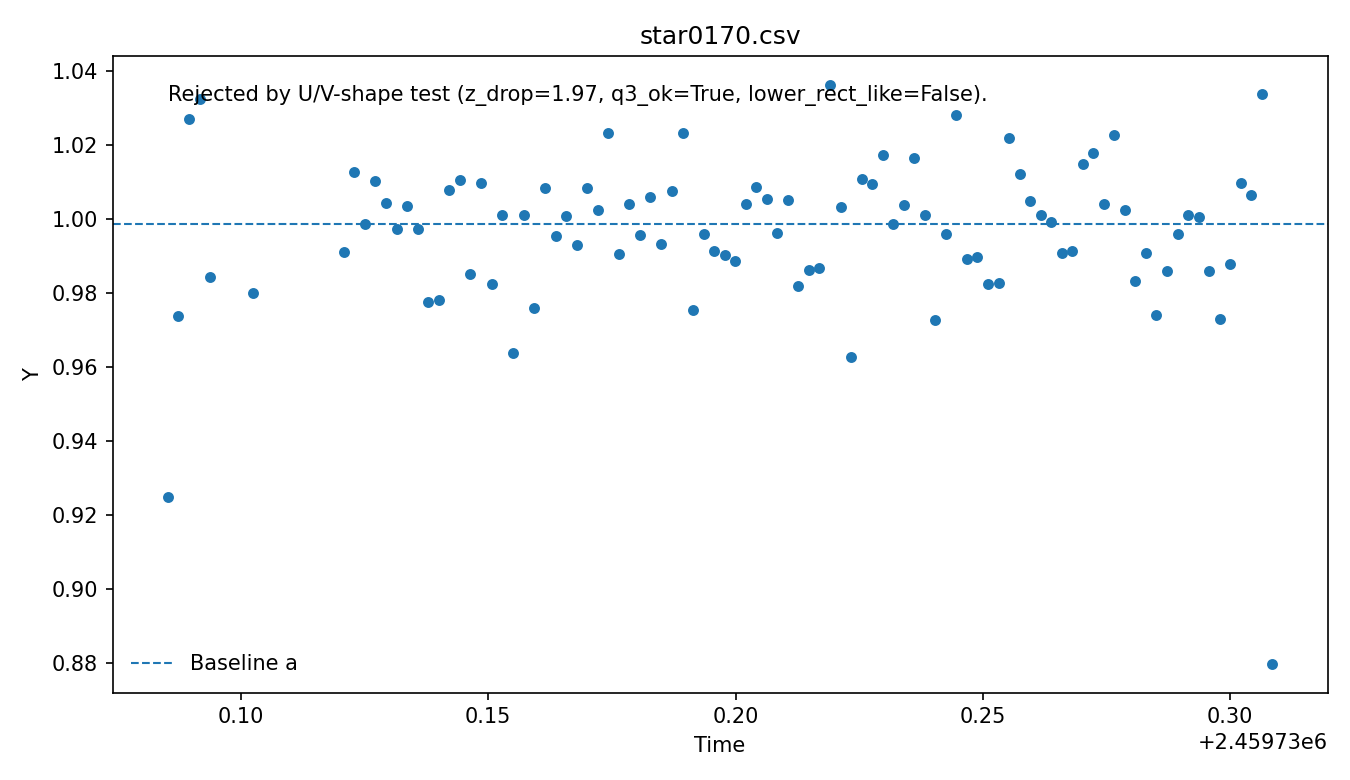 star0170.csv
Rejected by U/V-shape test (z_drop=1.97, q3_ok=True, lower_rect_like=False).
1.04
1.02
1.00
0.98
0.96
0.94
0.92
0.90
0.88
Y
Baseline a
0.10 0.15 0.20 0.25 0.30
Time
+2.45973e6